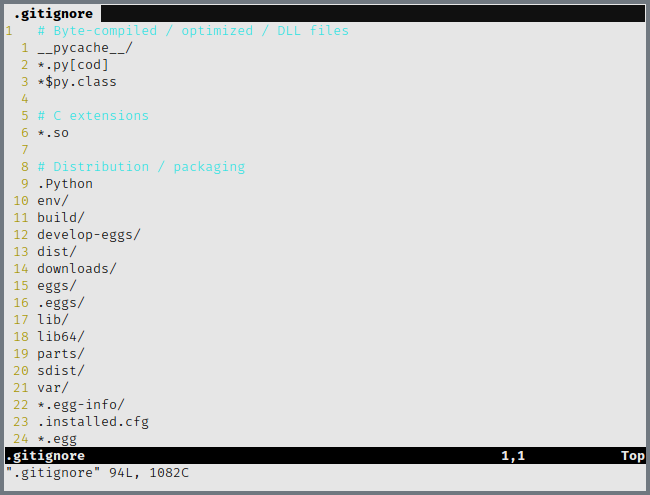 .gitignore
1 # Byte-compiled / optimized / DLL files
1 __pycache__/
2 *.py[cod]
3 *$py.class
4
5 # C extensions
6 *.so
7
8 # Distribution / packaging
9 .Python
10 env/
11 build/
12 develop-eggs/
13 dist/
14 downloads/
15 eggs/
16 .eggs/
17 lib/
18 lib64/
19 parts/
20 sdist/
21 var/
22 *.egg-info/
23 .installed.cfg
24 *.egg
.gitignore 1,1 Top
".gitignore" 94L, 1082C